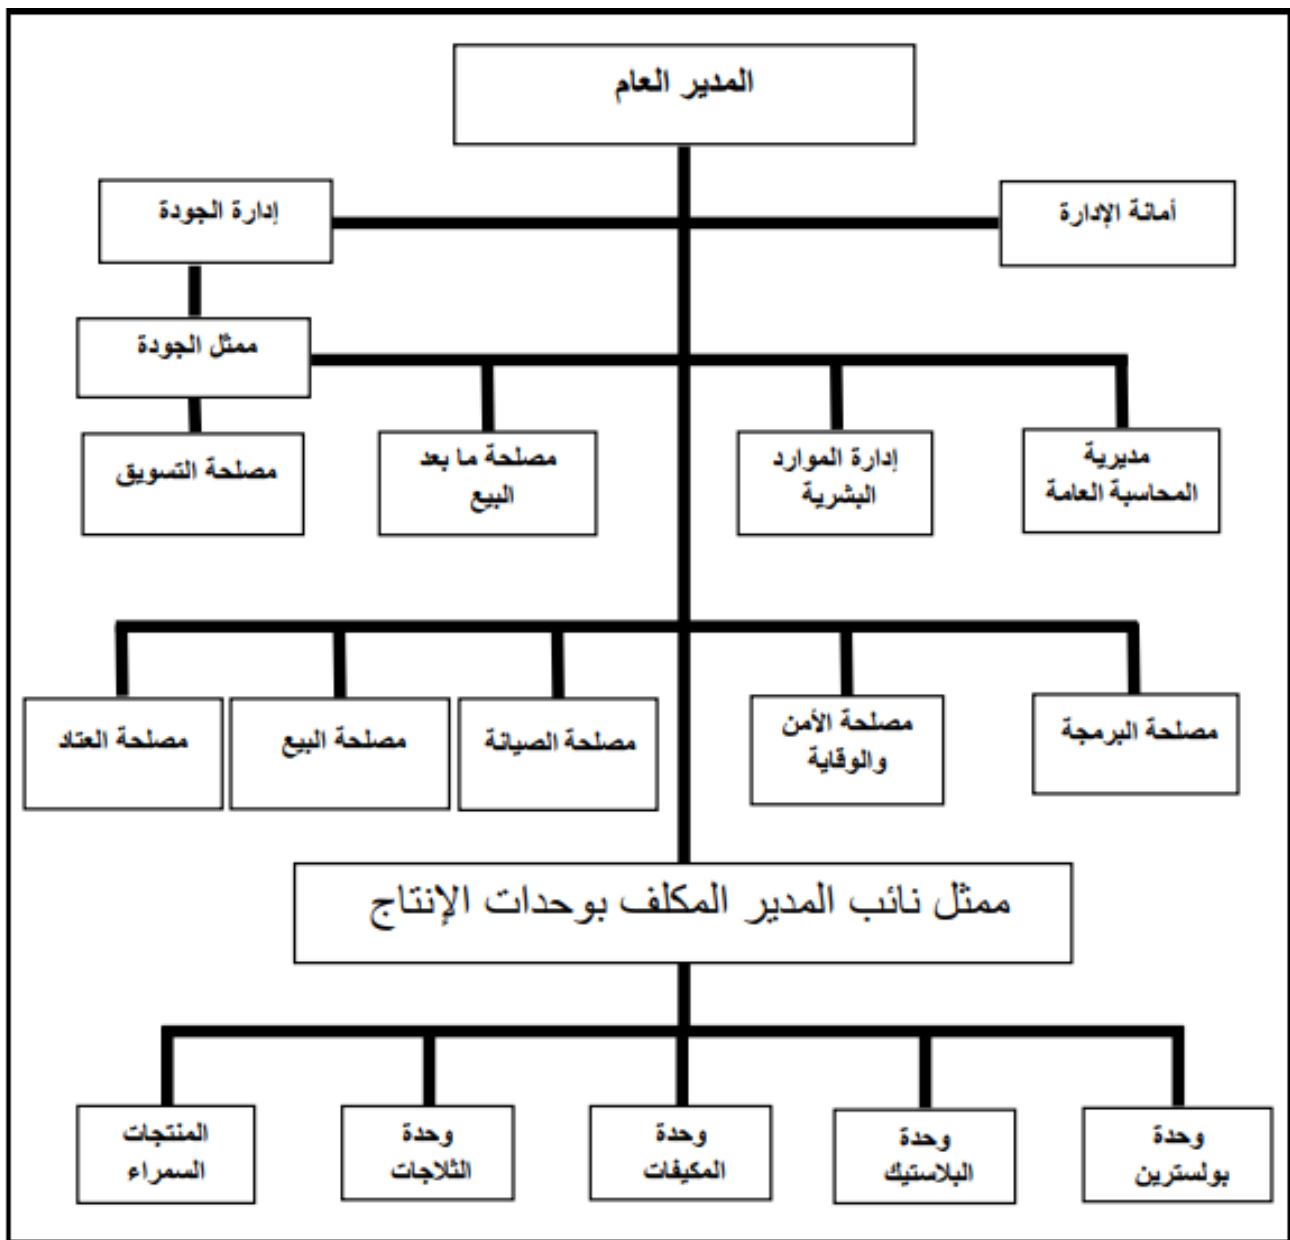 المدير العام
أمانة الإدارة
إدارة الجودة
ممثل الجودة
مديرية
المحاسبة العامة
إدارة الموارد
البشرية
مصلحة ما بعد
البيع
مصلحة التسويق
مصلحة البرمجة
مصلحة الأمن
والوقاية
مصلحة الصيانة
مصلحة البيع
مصلحة العتاد
ممثل نائب المدير المكلف بوحدات الإنتاج
وحدة
بولسترين
وحدة
البلاستيك
وحدة
المكيفات
وحدة
الثلاجات
المنتجات
السمراء